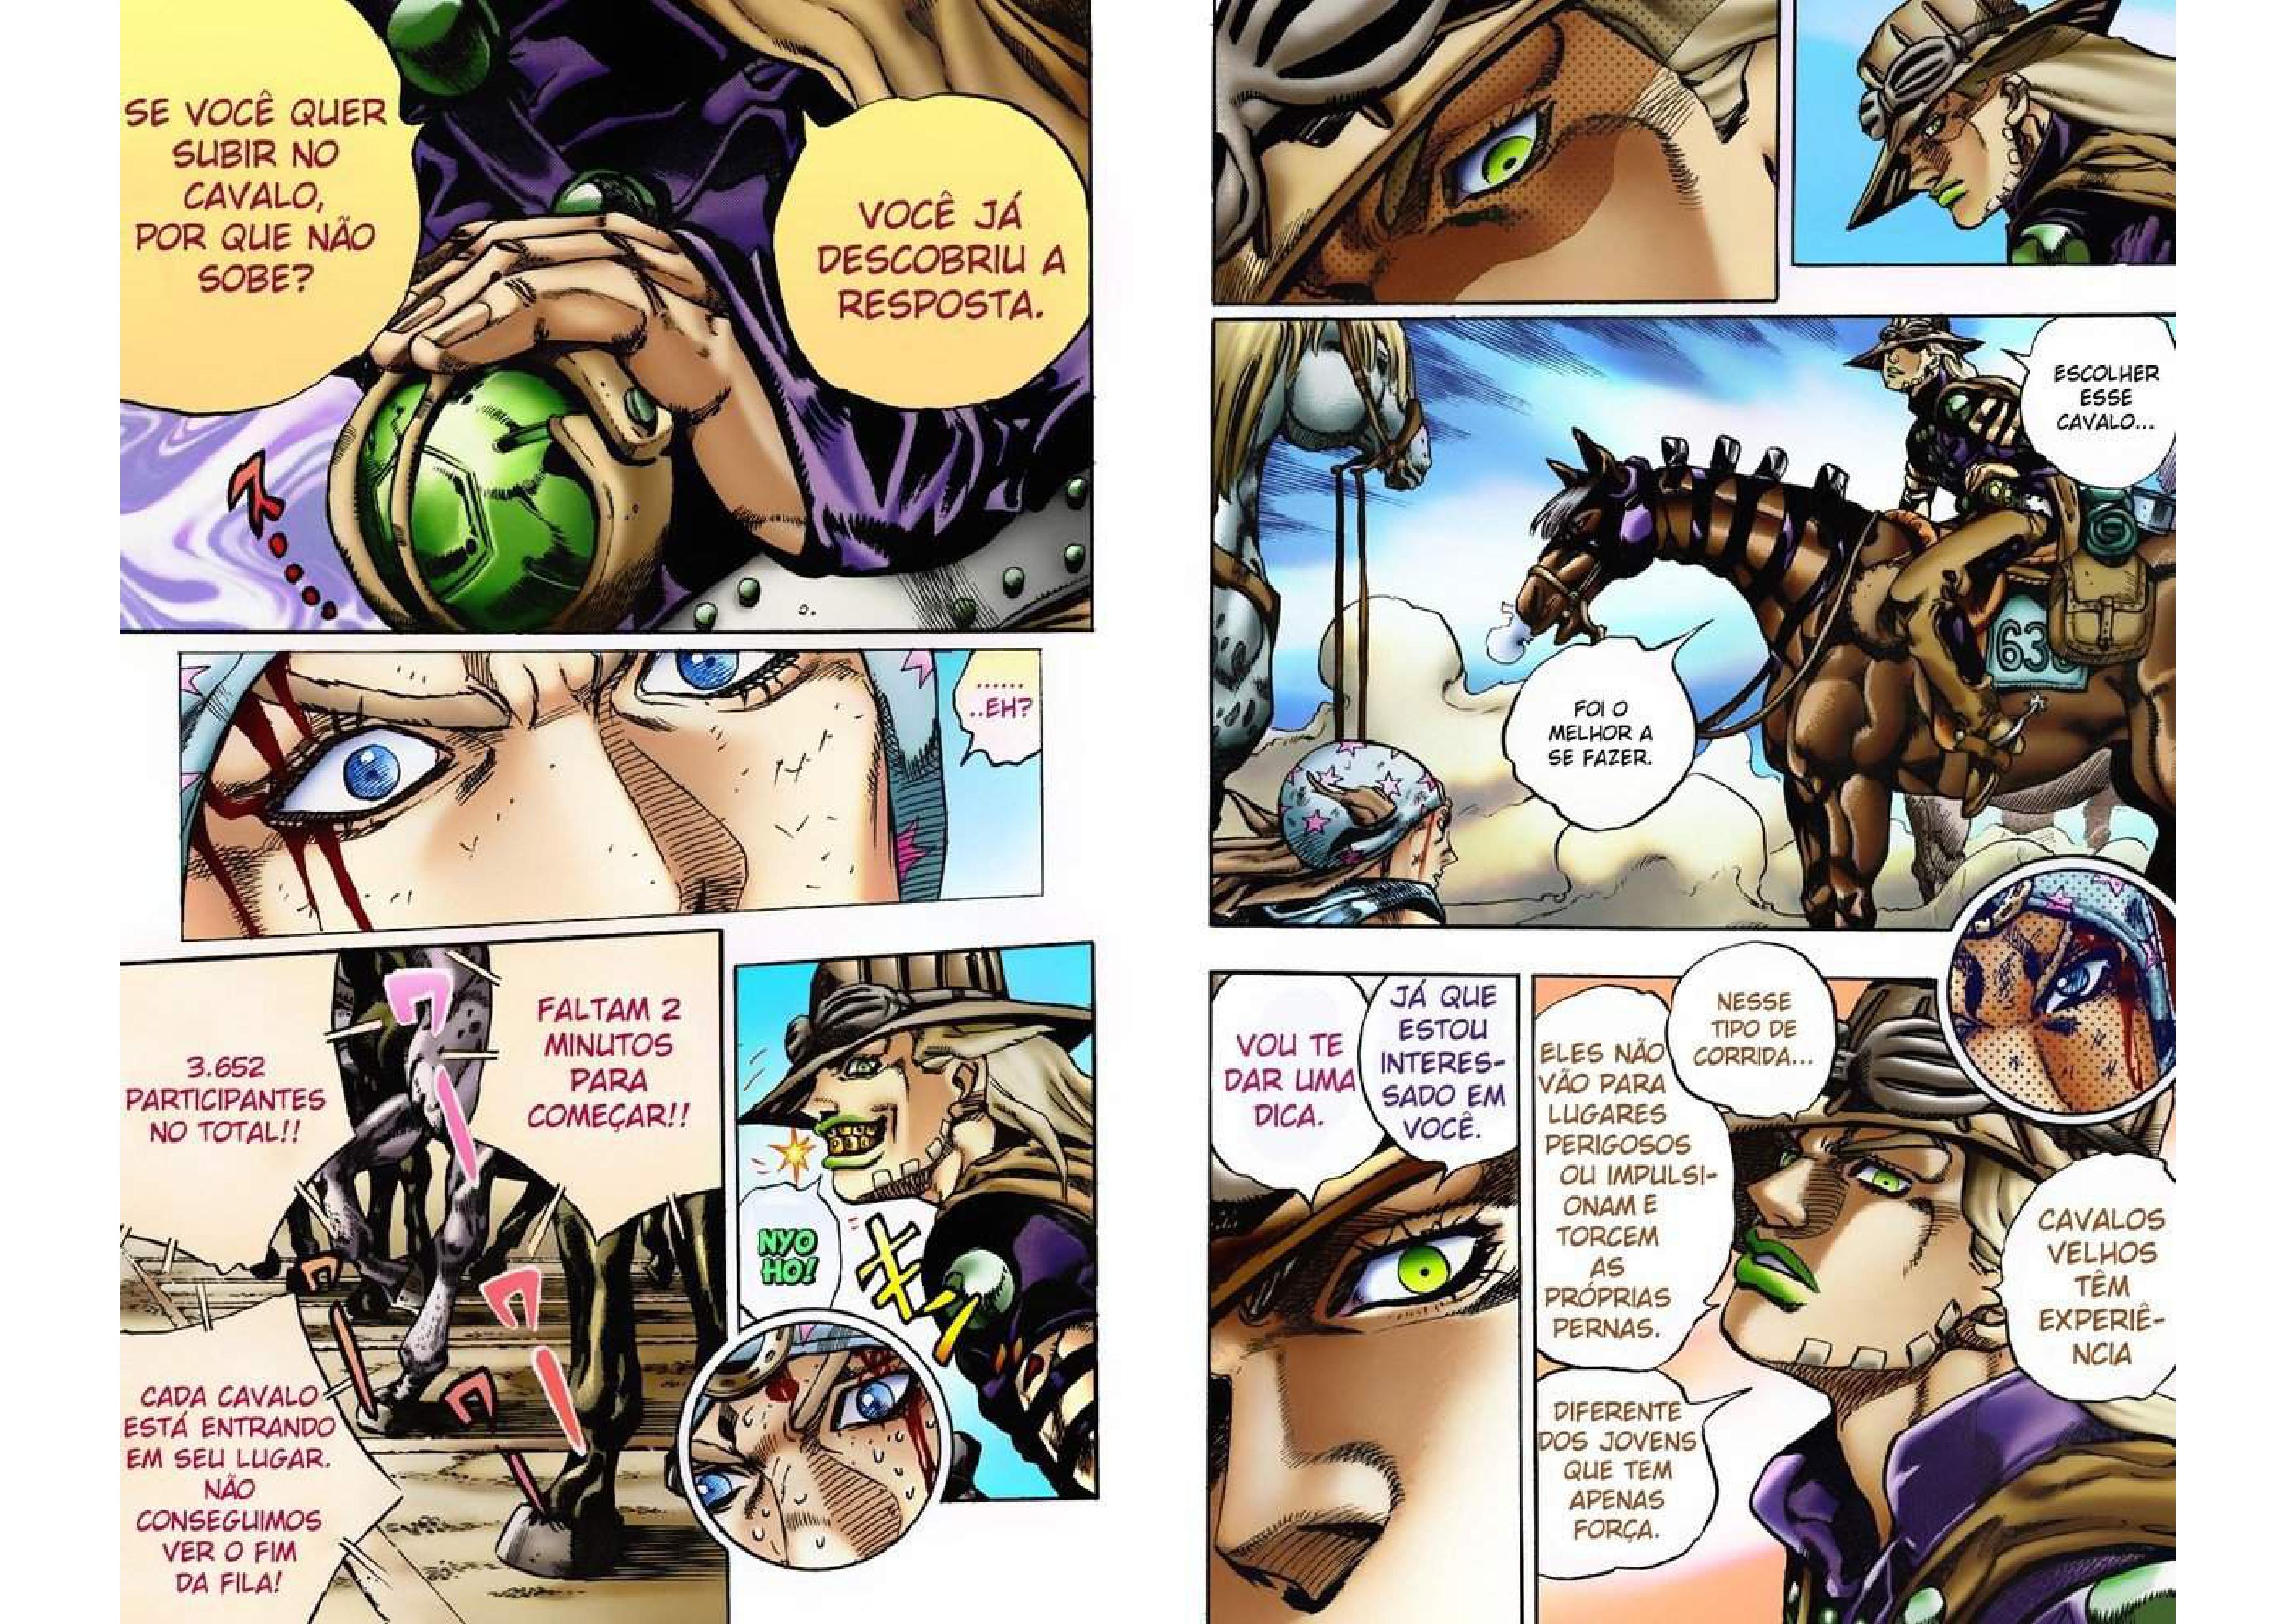 ESCOLHER
ESSE
CAVALO...
FOI O
MELHOR A
SE FAZER.
CAVALOS
VELHOS
TÊM
EXPERIÊ-
NCIA
NESSE
TIPO DE
CORRIDA...
ELES NÃO
VÃO PARA
LUGARES
PERIGOSOS
OU IMPULSI-
ONAM E
TORCEM
AS
PRÓPRIAS
PERNAS.
DIFERENTE
DOS JOVENS
QUE TEM
APENAS
FORÇA.
JÁ QUE
ESTOU
INTERES-
SADO EM
VOCÊ.
VOU TE
DAR UMA
DICA.
VOCÊ JÁ
DESCOBRIU A
RESPOSTA.
SE VOCÊ QUER
SUBIR NO
CAVALO,
POR QUE NÃO
SOBE?
ス
......
..EH?
NYO
HO!
FALTAM 2
MINUTOS
PARA
COMEÇAR!!
3.652
PARTICIPANTES
NO TOTAL!!
CADA CAVALO
ESTÁ ENTRANDO
EM SEU LUGAR.
NÃO
CONSEGUIMOS
VER O FIM
DA FILA!